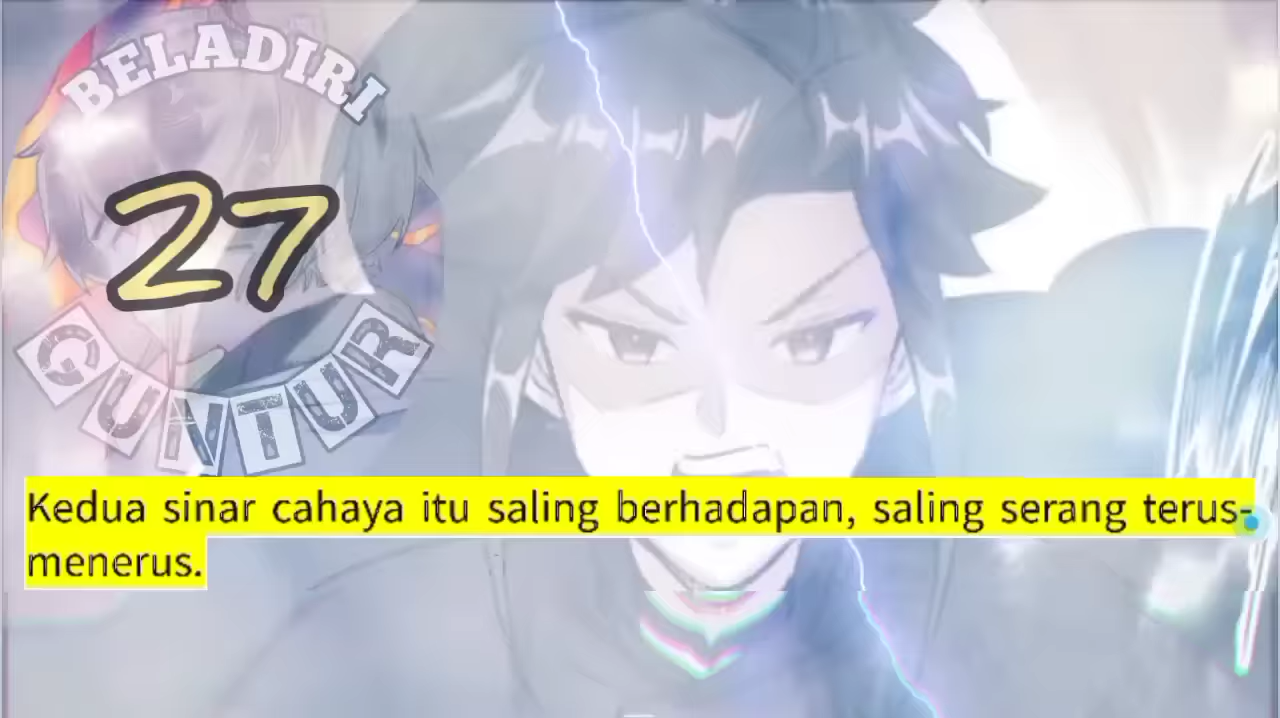 BELADIRI
27
GUNTUR
Kedua sinar cahaya itu saling berhadapan, saling serang terus-
menerus.